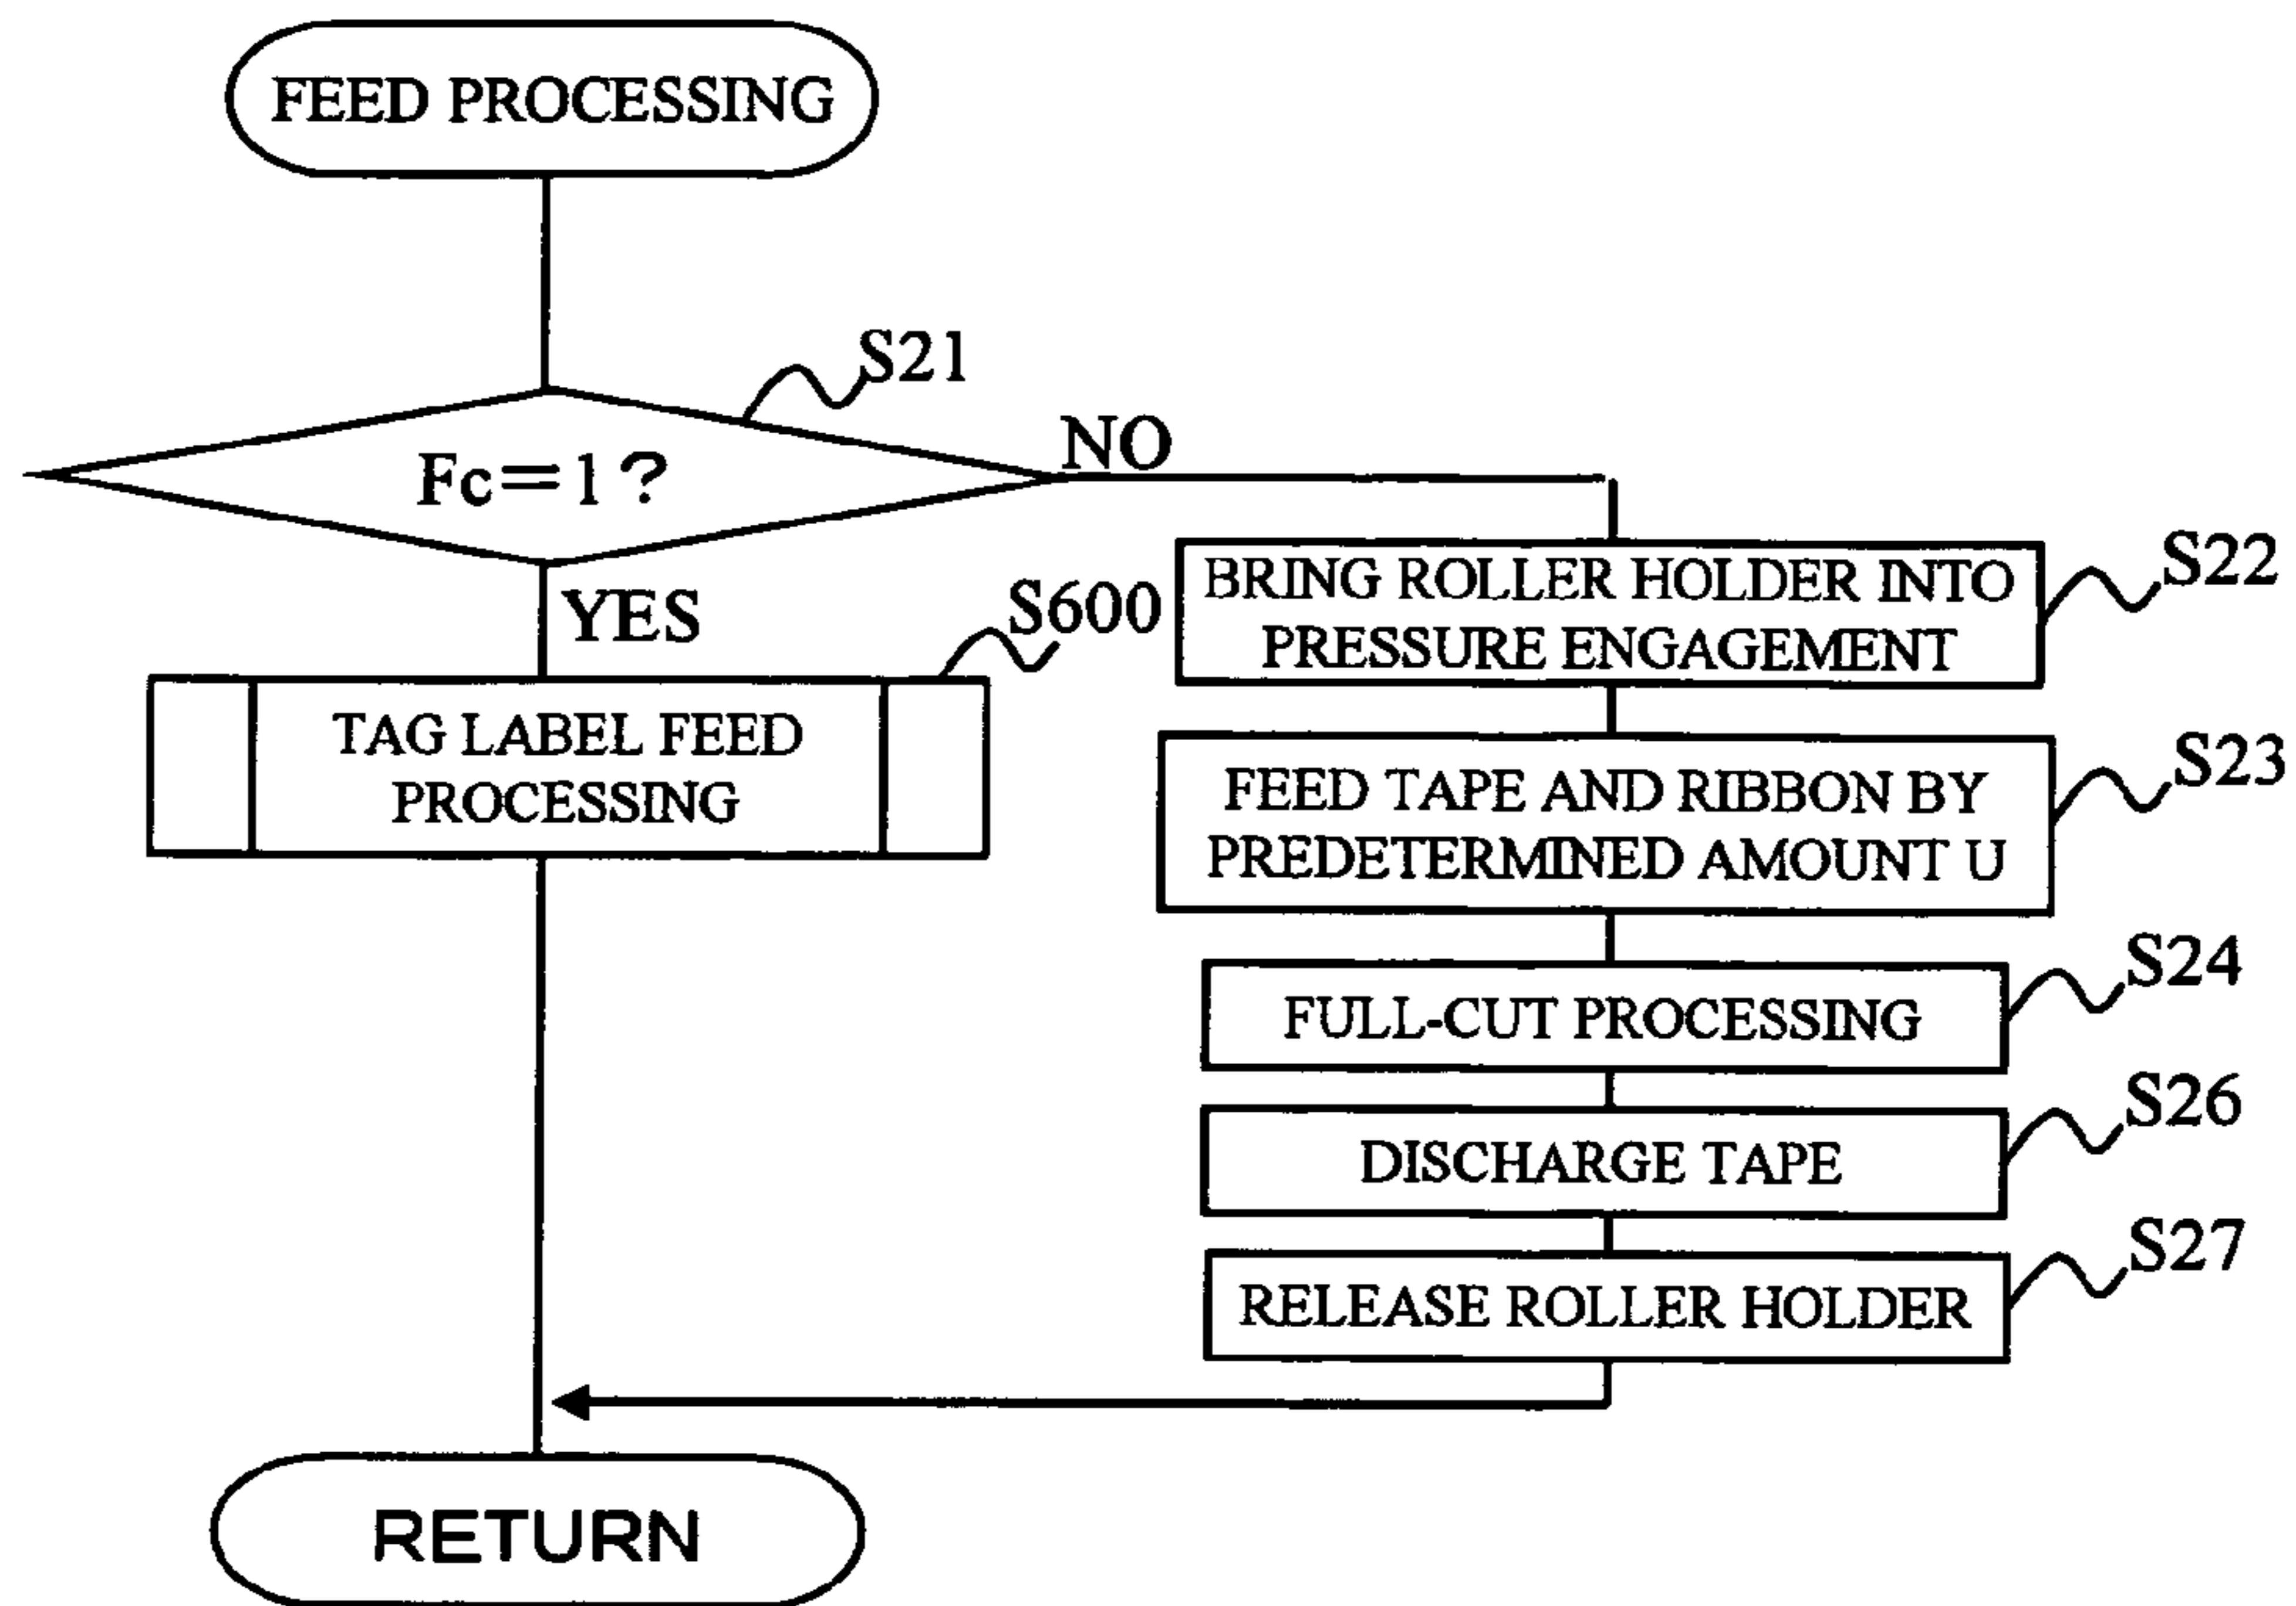 FEED PROCESSING
S21
Fc=1?
NO
YES
S600
TAG LABEL FEED
PROCESSING
S22
BRING ROLLER HOLDER INTO
PRESSURE ENGAGEMENT
S23
FEED TAPE AND RIBBON BY
PREDETERMINED AMOUNT U
S24
FULL-CUT PROCESSING
S26
DISCHARGE TAPE
S27
RELEASE ROLLER HOLDER
RETURN